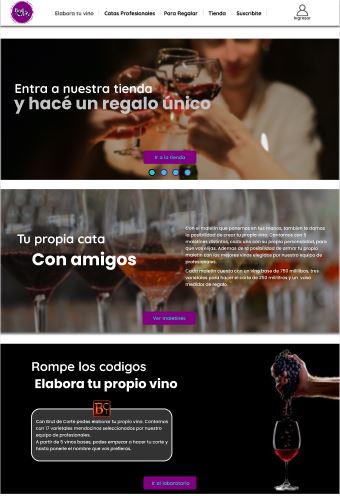 Elabora tu vino
Catas Profesionales
Para Regalar
Tienda
Suscribite
Ingresar
Entra a nuestra tienda
y hacé un regalo único
Ir a la tienda
Tu propia cata
Con amigos
Con el maletín que ponemos en tus manos, también te damos
la posibilidad de crear tu propio vino. Contamos con 5
maletines distintos, cada uno con su propia personalidad, para
que vos elijas. Además de la posibilidad de armar tu propio
maletín con los mejores vinos elegidos por nuestro equipo de
profesionales.
Cada maletín cuenta con un vino base de 750 mililitros, tres
varietales para hacer el corte de 250 mililitros y un vaso
medidor de regalo.
Ver maletines
Rompe los codigos
Elabora tu propio vino
Con Brut de Corte podes elaborar tu propio vino. Contamos
con 17 varietales mendocinos seleccionados por nuestro
equipo de profesionales.
A partir de 5 vinos bases, podes empezar a hacer tu corte y
hasta ponerle el nombre que vos prefieras.
Ir al laboratorio